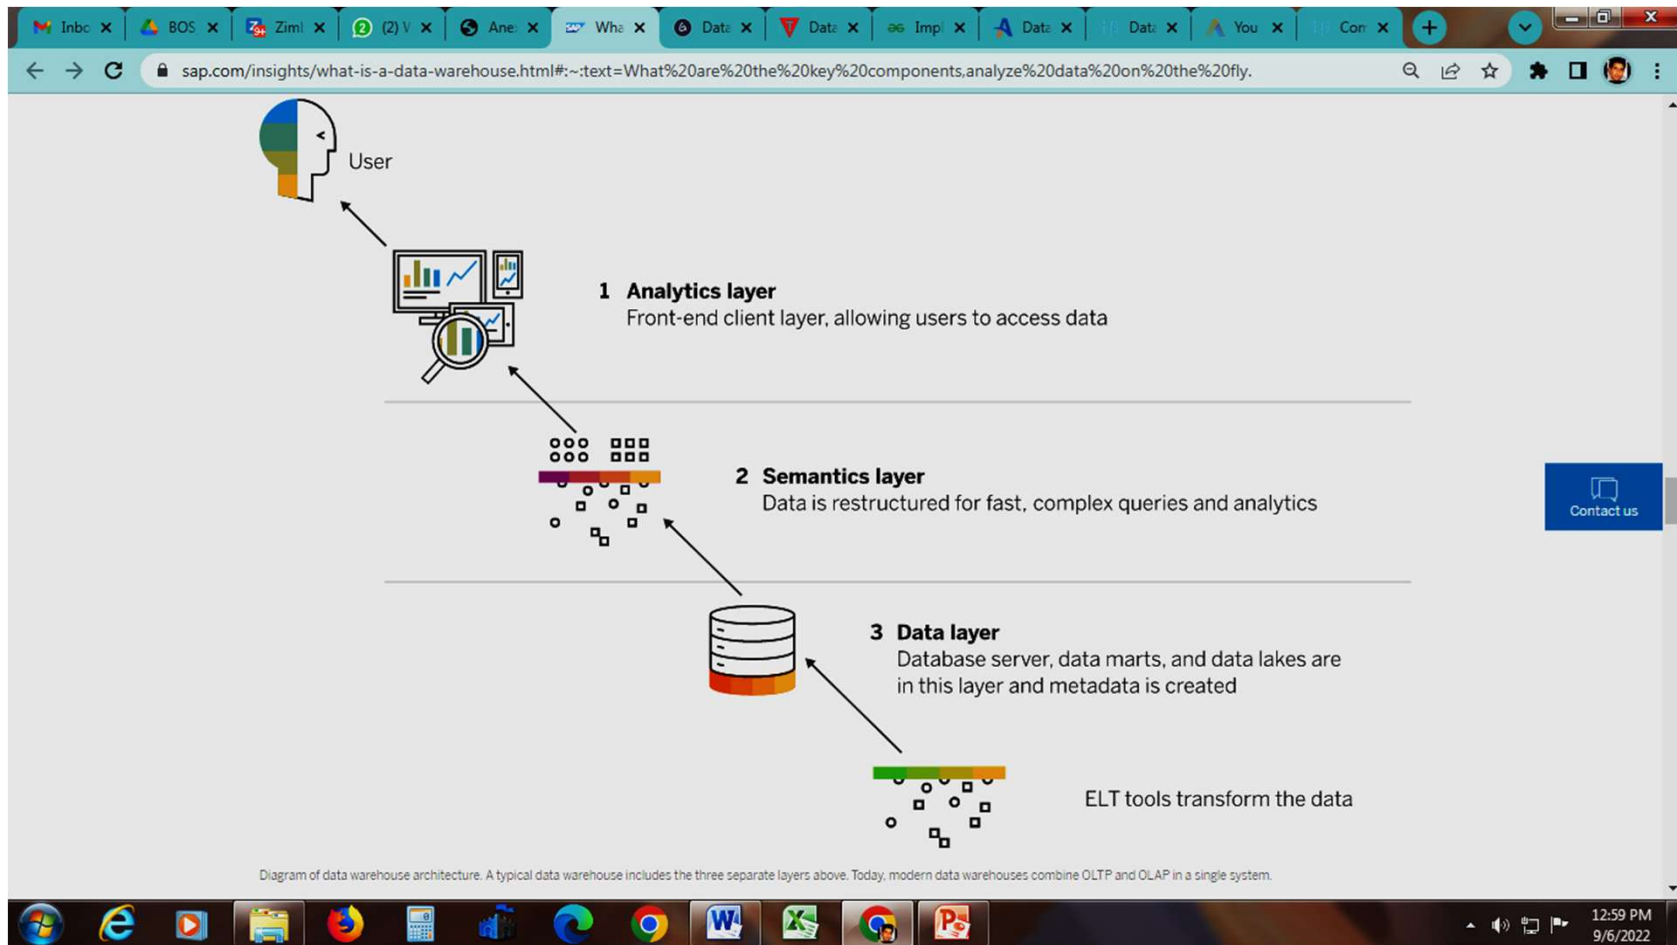 Inbo
BOS
Ziml
(2) V
Ane
Wha
Data
Data
Impl
Data
Data
You
Com
sap.com/insights/what-is-a-data-warehouse.html#:~:text=What%20are%20the%20key%20components,analyze%20data%20on%20the%20fly.
User
1 Analytics layer
Front-end client layer, allowing users to access data
2 Semantics layer
Data is restructured for fast, complex queries and analytics
Contact us
3 Data layer
Database server, data marts, and data lakes are
in this layer and metadata is created
ELT tools transform the data
Diagram of data warehouse architecture. A typical data warehouse includes the three separate layers above. Today, modern data warehouses combine OLTP and OLAP in a single system.
12:59 PM
9/6/2022